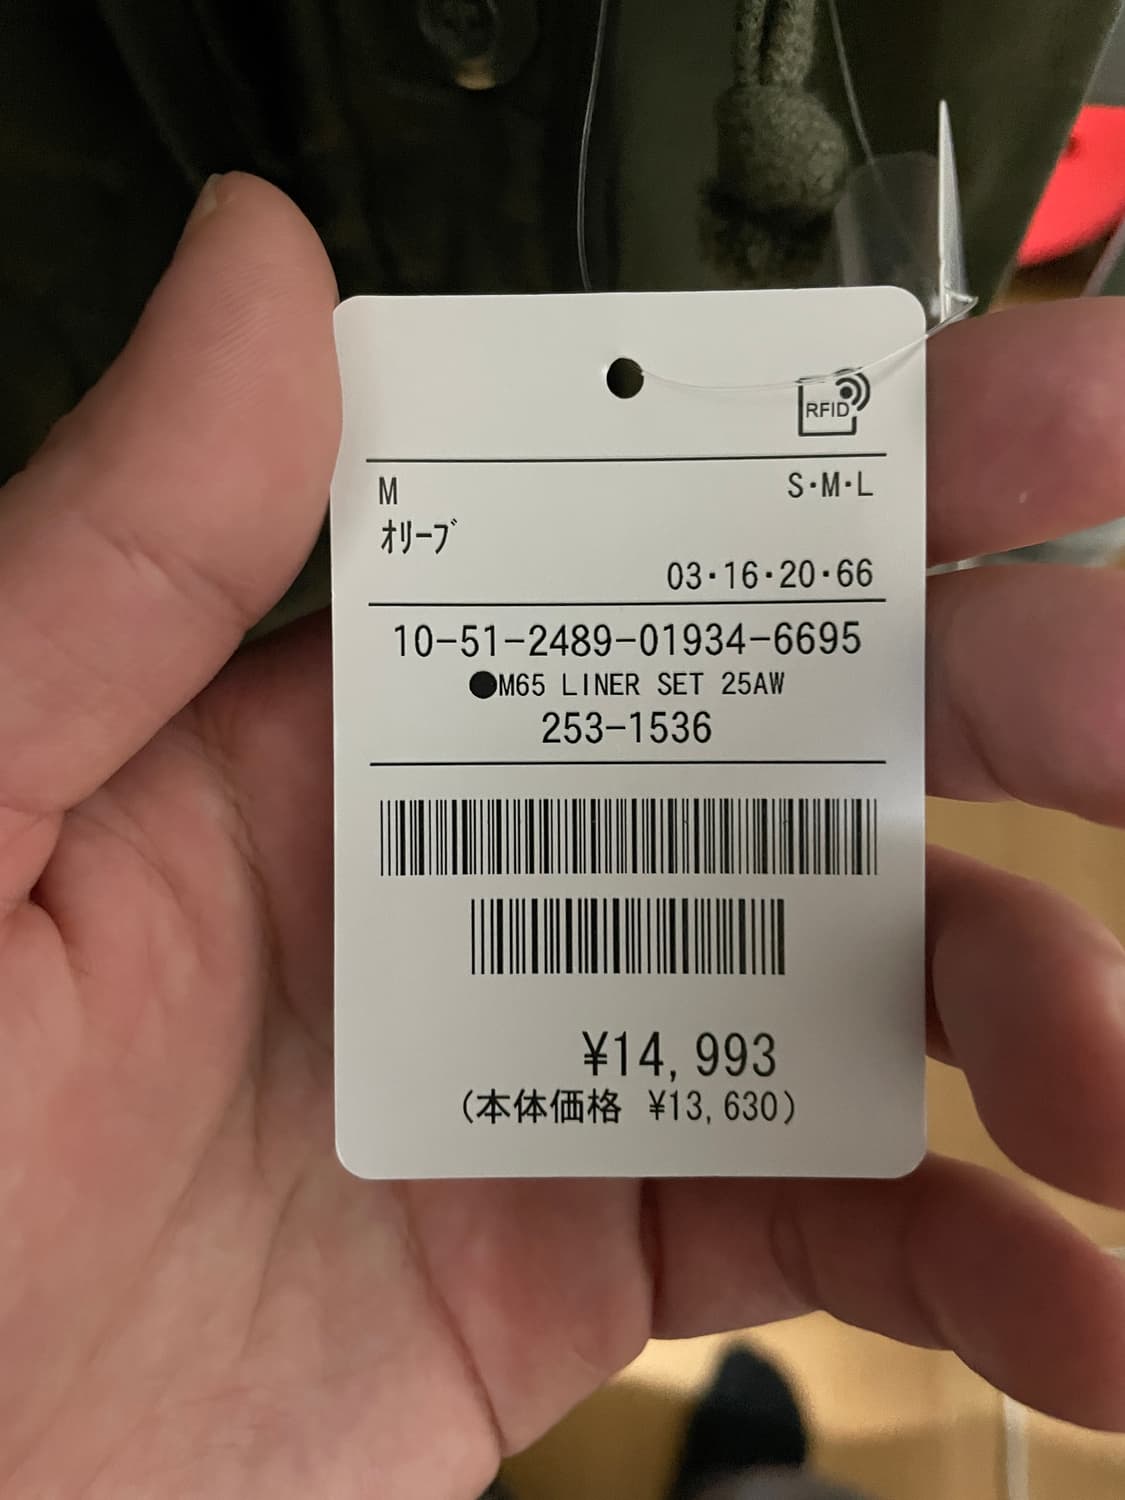 RFID
M S・M・L
ｵﾘｰﾌﾞ
03・16・20・66
10-51-2489-01934-6695
●M65 LINER SET 25AW
253-1536
¥14,993
(本体価格 ¥13,630)